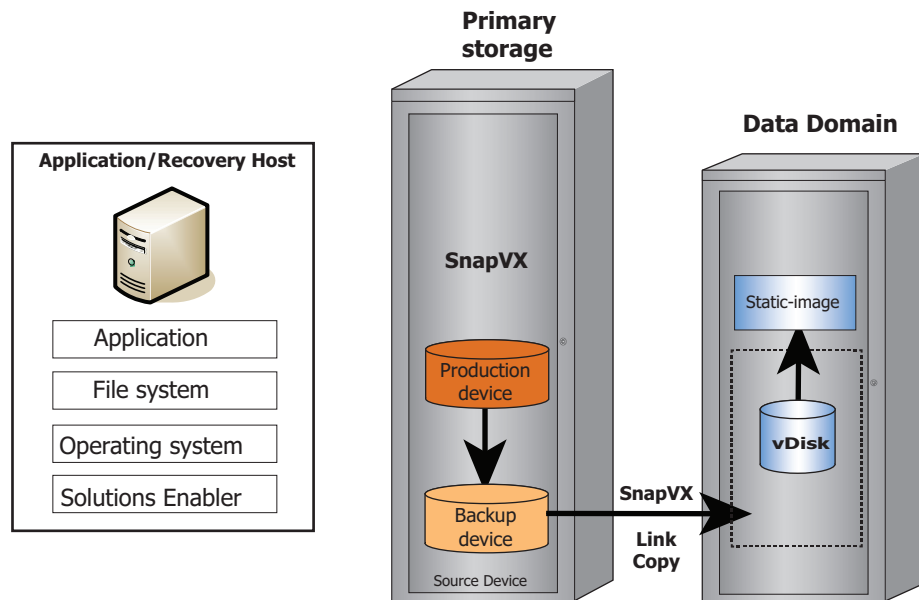 Primary
storage
Data Domain
Application/Recovery Host
Application
File system
Operating system
Solutions Enabler
SnapVX
Production
device
Backup
device
Source Device
©
SnapVX
Link
Copy
Static-image
vDisk
©